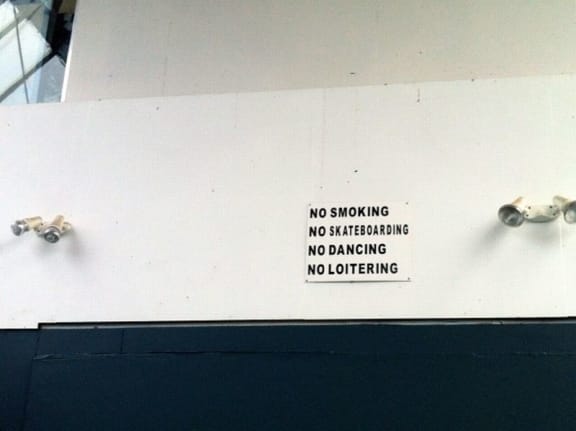 NO SMOKING
NO SKATEBOARDING
NO DANCING
NO LOITERING